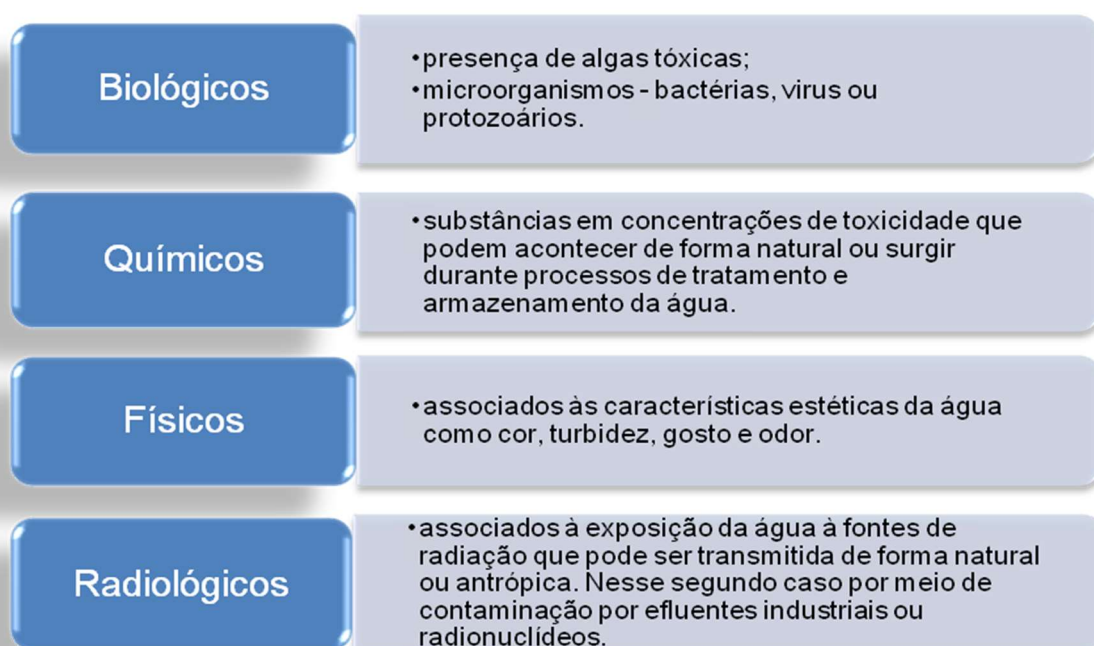 Biológicos
•presença de algas tóxicas;
•microorganismos - bactérias, virus ou
protozoários.
Químicos
•substâncias em concentrações de toxicidade que
podem acontecer de forma natural ou surgir
durante processos de tratamento e
armazenamento da água.
Físicos
•associados às características estéticas da água
como cor, turbidez, gosto e odor.
Radiológicos
•associados à exposição da água à fontes de
radiação que pode ser transmitida de forma natural
ou antrópica. Nesse segundo caso por meio de
contaminação por efluentes industriais ou
radionuclídeos.